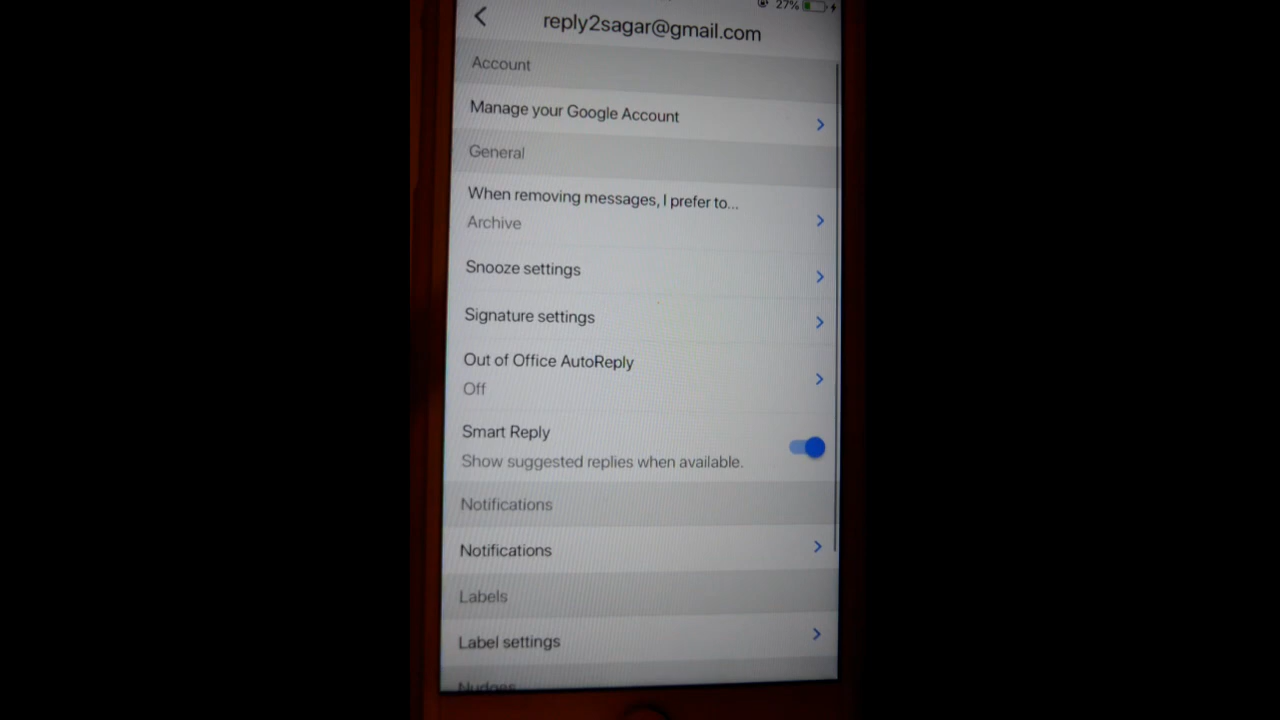 27%
reply2sagar@gmail.com
Account
Manage your Google Account
General
When removing messages, I prefer to...
Archive
Snooze settings
Signature settings
Out of Office AutoReply
Off
Smart Reply
Show suggested replies when available.
Notifications
Notifications
Labels
Label settings
Nudges